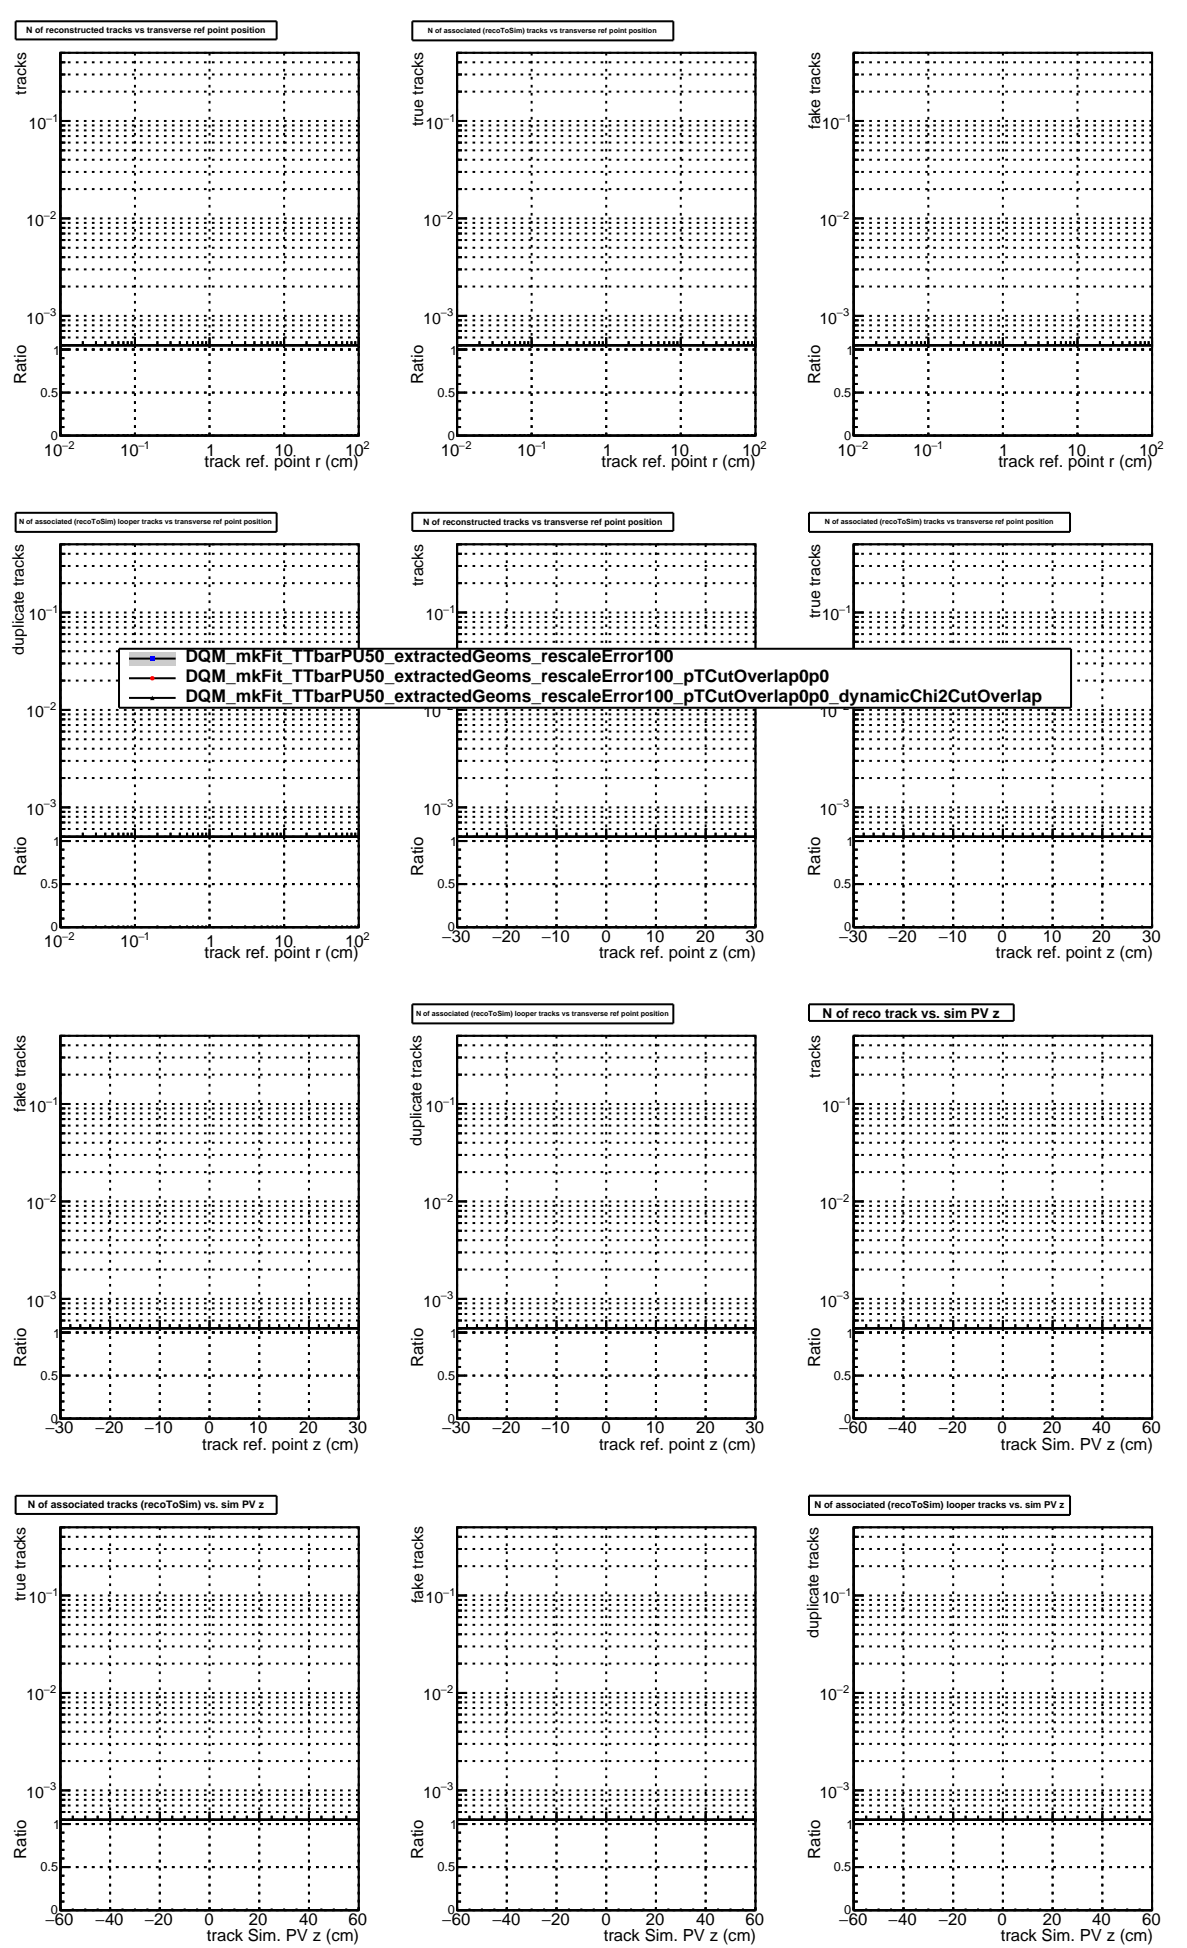 N of reconstructed tracks vs transverse ref point position
tracks
10⁻¹
10⁻²
10⁻³
Ratio
1
0.5
0
10⁻² 10⁻¹ 1 10 10²
track ref. point r (cm)
N of associated (recoToSim) tracks vs transverse ref point position
true tracks
10⁻¹
10⁻²
10⁻³
Ratio
1
0.5
0
10⁻² 10⁻¹ 1 10 10²
track ref. point r (cm)
fake tracks
10⁻¹
10⁻²
10⁻³
Ratio
1
0.5
0
10⁻² 10⁻¹ 1 10 10²
track ref. point r (cm)
N of associated (recoToSim) looper tracks vs transverse ref point position
duplicate tracks
10⁻¹
10⁻²
10⁻³
Ratio
1
0.5
0
10⁻² 10⁻¹ 1 10 10²
track ref. point r (cm)
N of reconstructed tracks vs transverse ref point position
tracks
10⁻¹
10⁻²
10⁻³
Ratio
1
0.5
0
−30 −20 −10 0 10 20 30
track ref. point z (cm)
N of associated (recoToSim) tracks vs transverse ref point position
true tracks
10⁻¹
10⁻²
10⁻³
Ratio
1
0.5
0
−30 −20 −10 0 10 20 30
track ref. point z (cm)
DQM_mkFit_TTbarPU50_extractedGeoms_rescaleError100
DQM_mkFit_TTbarPU50_extractedGeoms_rescaleError100_pTCutOverlap0p0
DQM_mkFit_TTbarPU50_extractedGeoms_rescaleError100_pTCutOverlap0p0_dynamicChi2CutOverlap
fake tracks
10⁻¹
10⁻²
10⁻³
Ratio
1
0.5
0
−30 −20 −10 0 10 20 30
track ref. point z (cm)
N of associated (recoToSim) looper tracks vs transverse ref point position
duplicate tracks
10⁻¹
10⁻²
10⁻³
Ratio
1
0.5
0
−30 −20 −10 0 10 20 30
track ref. point z (cm)
N of reco track vs. sim PV z
tracks
10⁻¹
10⁻²
10⁻³
Ratio
1
0.5
0
−60 −40 −20 0 20 40 60
track Sim. PV z (cm)
N of associated tracks (recoToSim) vs. sim PV z
true tracks
10⁻¹
10⁻²
10⁻³
Ratio
1
0.5
0
−60 −40 −20 0 20 40 60
track Sim. PV z (cm)
fake tracks
10⁻¹
10⁻²
10⁻³
Ratio
1
0.5
0
−60 −40 −20 0 20 40 60
track Sim. PV z (cm)
N of associated (recoToSim) looper tracks vs. sim PV z
duplicate tracks
10⁻¹
10⁻²
10⁻³
Ratio
1
0.5
0
−60 −40 −20 0 20 40 60
track Sim. PV z (cm)